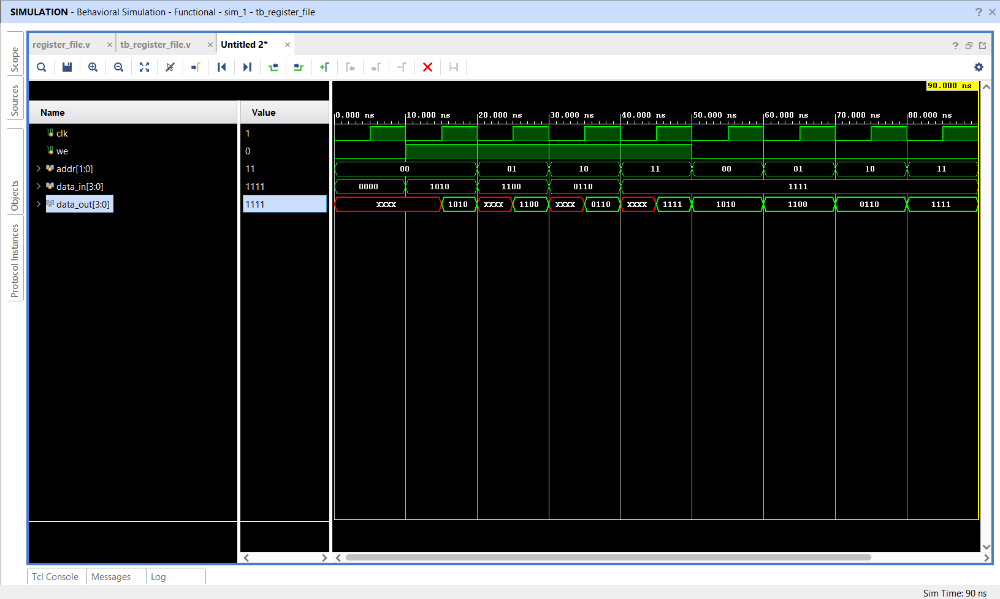 SIMULATION - Behavioral Simulation - Functional - sim_1 - tb_register_file
Scope
Sources
Objects
Protocol Instances
register_file.v
tb_register_file.v
Untitled 2*
90.000 ns
Name Value
0.000 ns 10.000 ns 20.000 ns 30.000 ns 40.000 ns 50.000 ns 60.000 ns 70.000 ns 80.000 ns
clk 1
we 0
addr[1:0] 11 00 01 10 11 00 01 10 11
data_in[3:0] 1111 0000 1010 1100 0110 1111
data_out[3:0] 1111 XXXX 1010 XXXX 1100 XXXX 0110 XXXX 1111 1010 1100 0110 1111
Tcl Console Messages Log
Sim Time: 90 ns